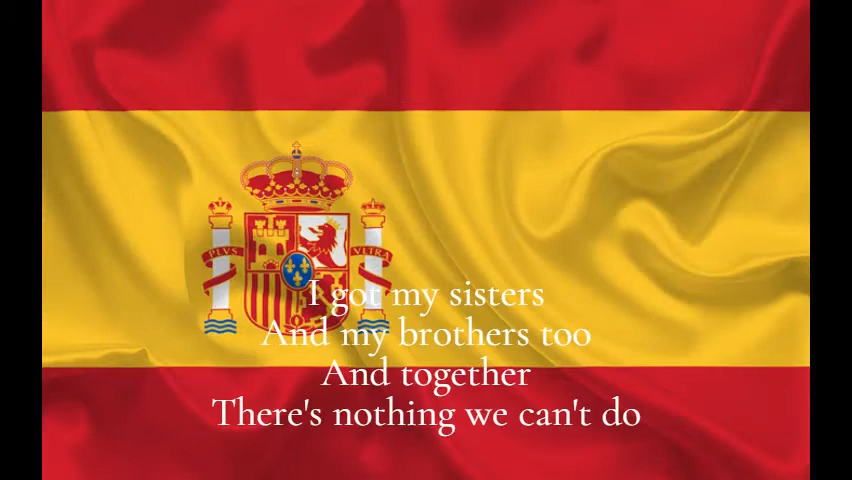 PLVS VLTRA
I got my sisters
And my brothers too
And together
There's nothing we can't do